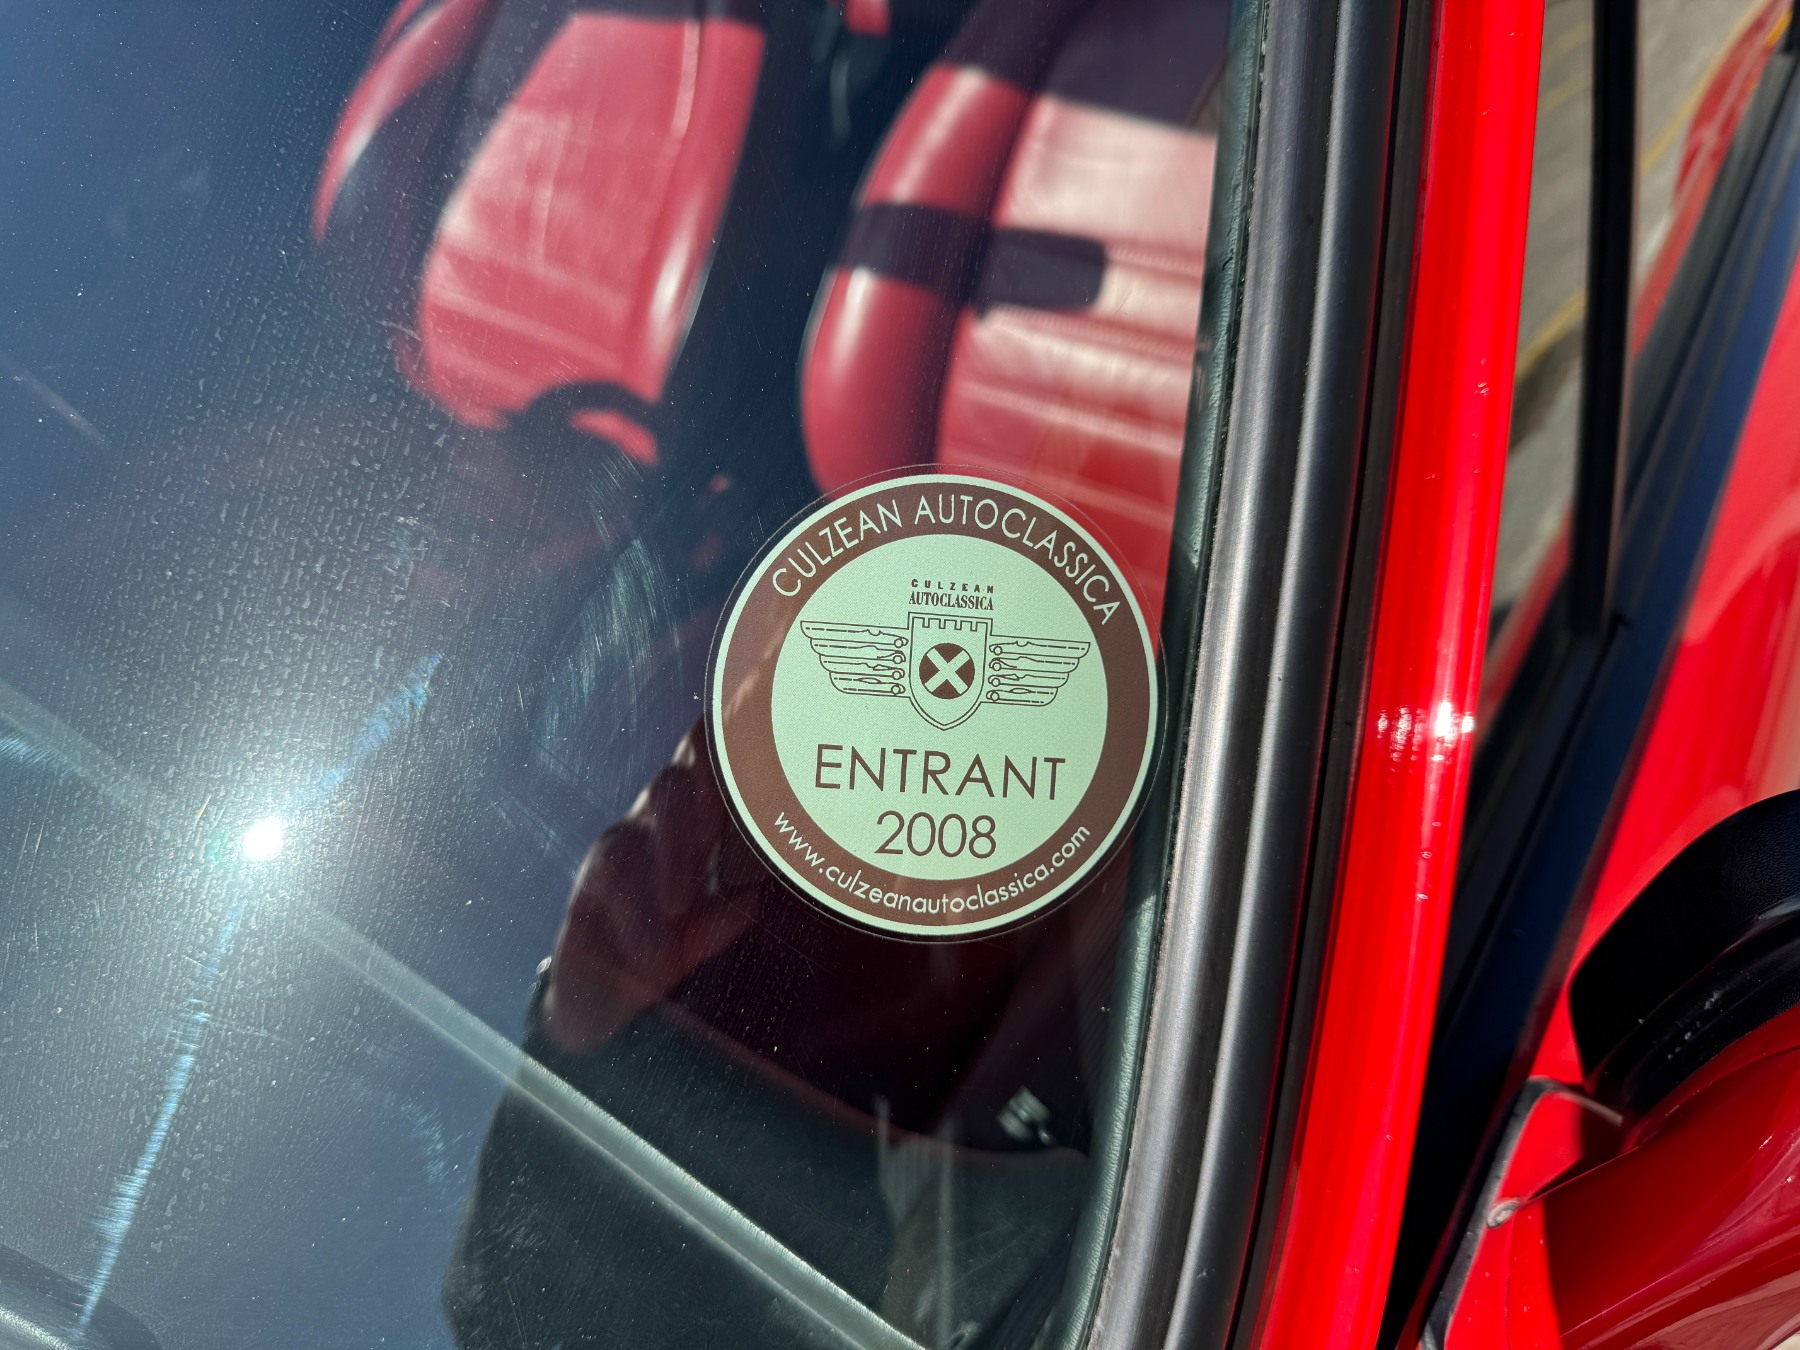 CULZEAN AUTOCLASSICA
CULZEAN
AUTOCLASSICA
ENTRANT
2008
www.culzeanautoclassica.com